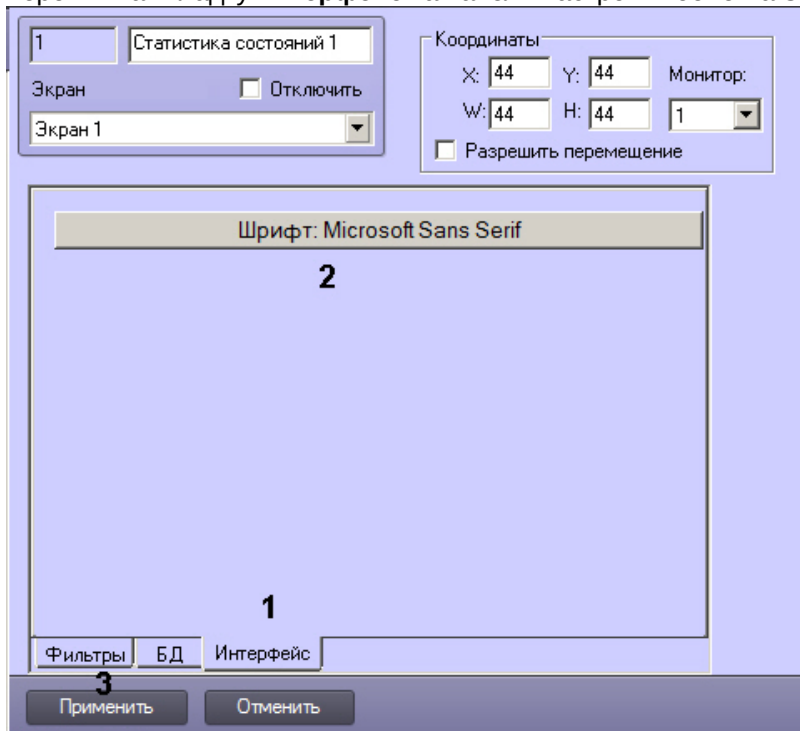 1 Статистика состояний 1
Экран Отключить
Экран 1
Координаты
X: 44 Y: 44 Монитор:
W: 44 H: 44 1
Разрешить перемещение
Шрифт: Microsoft Sans Serif
2
1
Фильтры БД Интерфейс
3
Применить Отменить